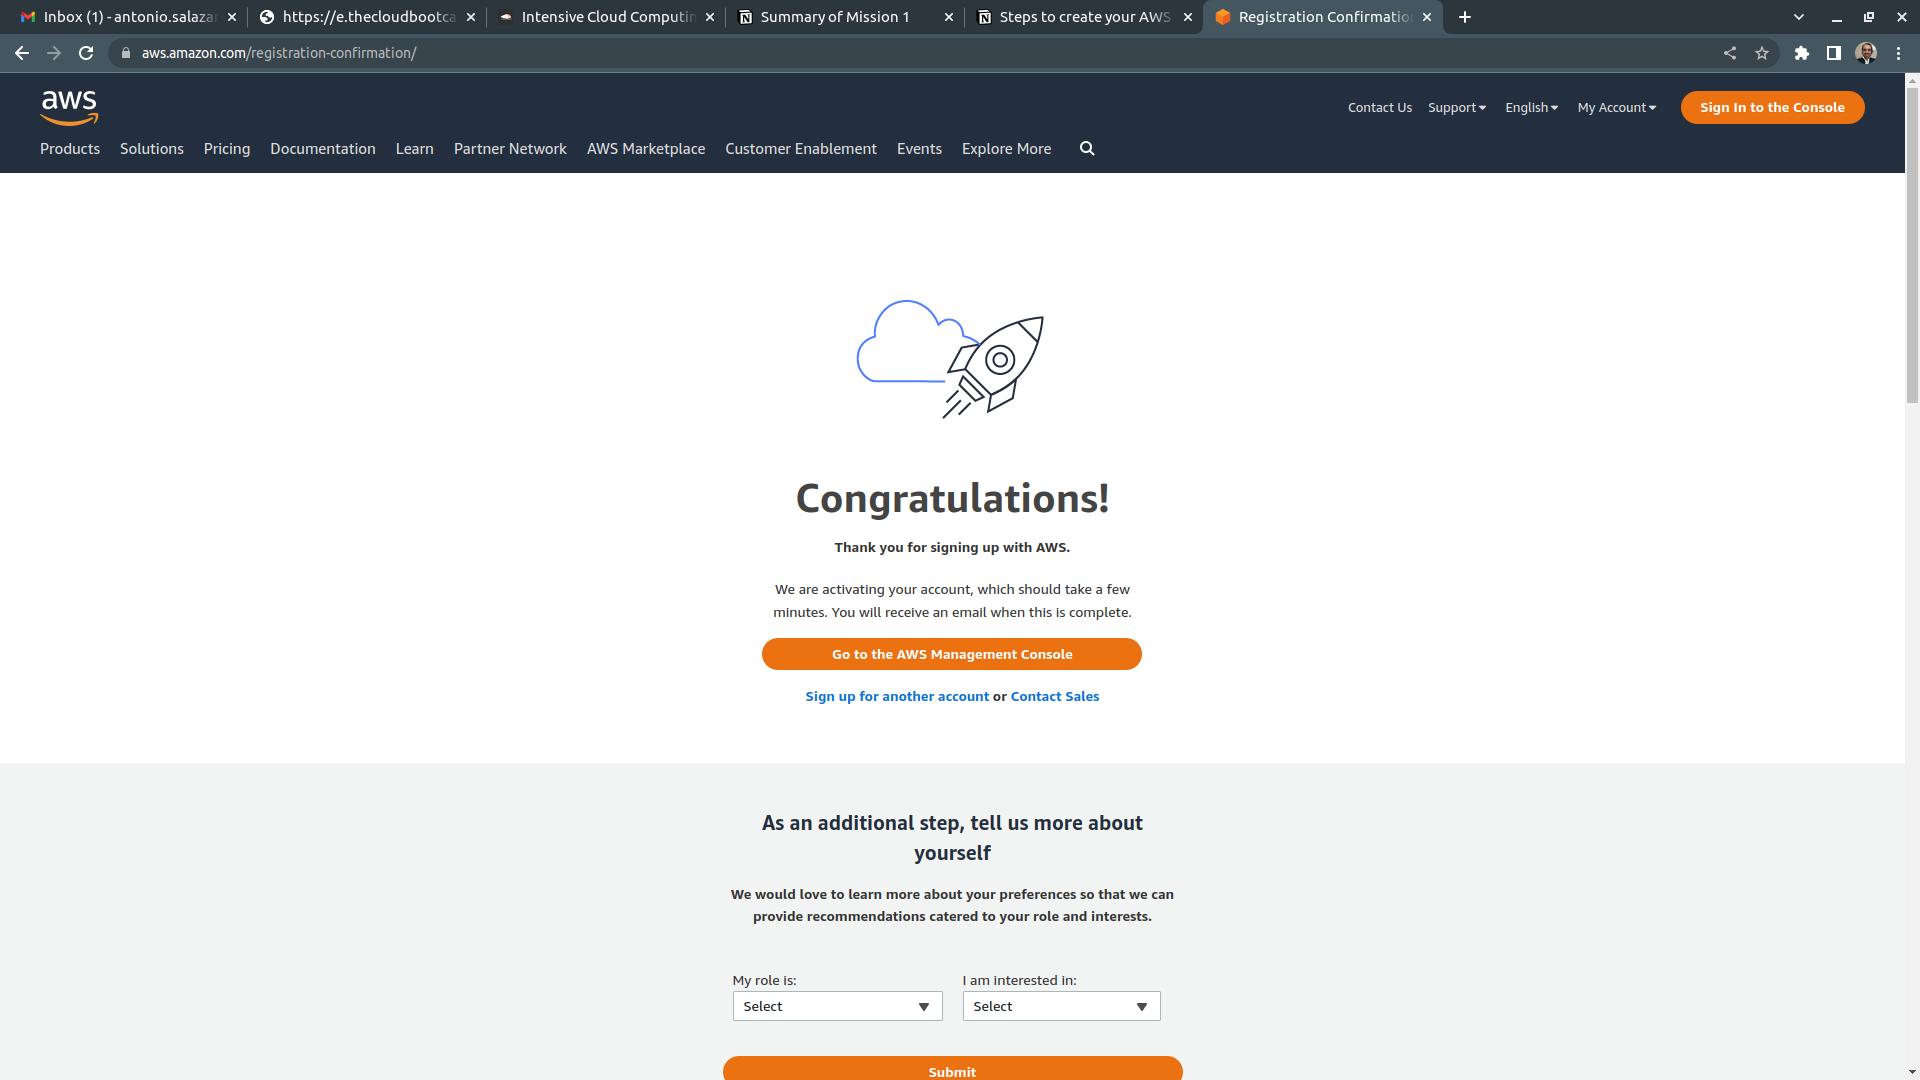 Inbox (1) - antonio.salaza
https://e.thecloudbootca
Intensive Cloud Computin
Summary of Mission 1
Steps to create your AWS
Registration Confirmatio
aws.amazon.com/registration-confirmation/
aws
Contact Us
Support
English
My Account
Sign In to the Console
Products
Solutions
Pricing
Documentation
Learn
Partner Network
AWS Marketplace
Customer Enablement
Events
Explore More
Congratulations!
Thank you for signing up with AWS.
We are activating your account, which should take a few
minutes. You will receive an email when this is complete.
Go to the AWS Management Console
Sign up for another account or Contact Sales
As an additional step, tell us more about
yourself
We would love to learn more about your preferences so that we can
provide recommendations catered to your role and interests.
My role is:
I am interested in:
Select
Select
Submit